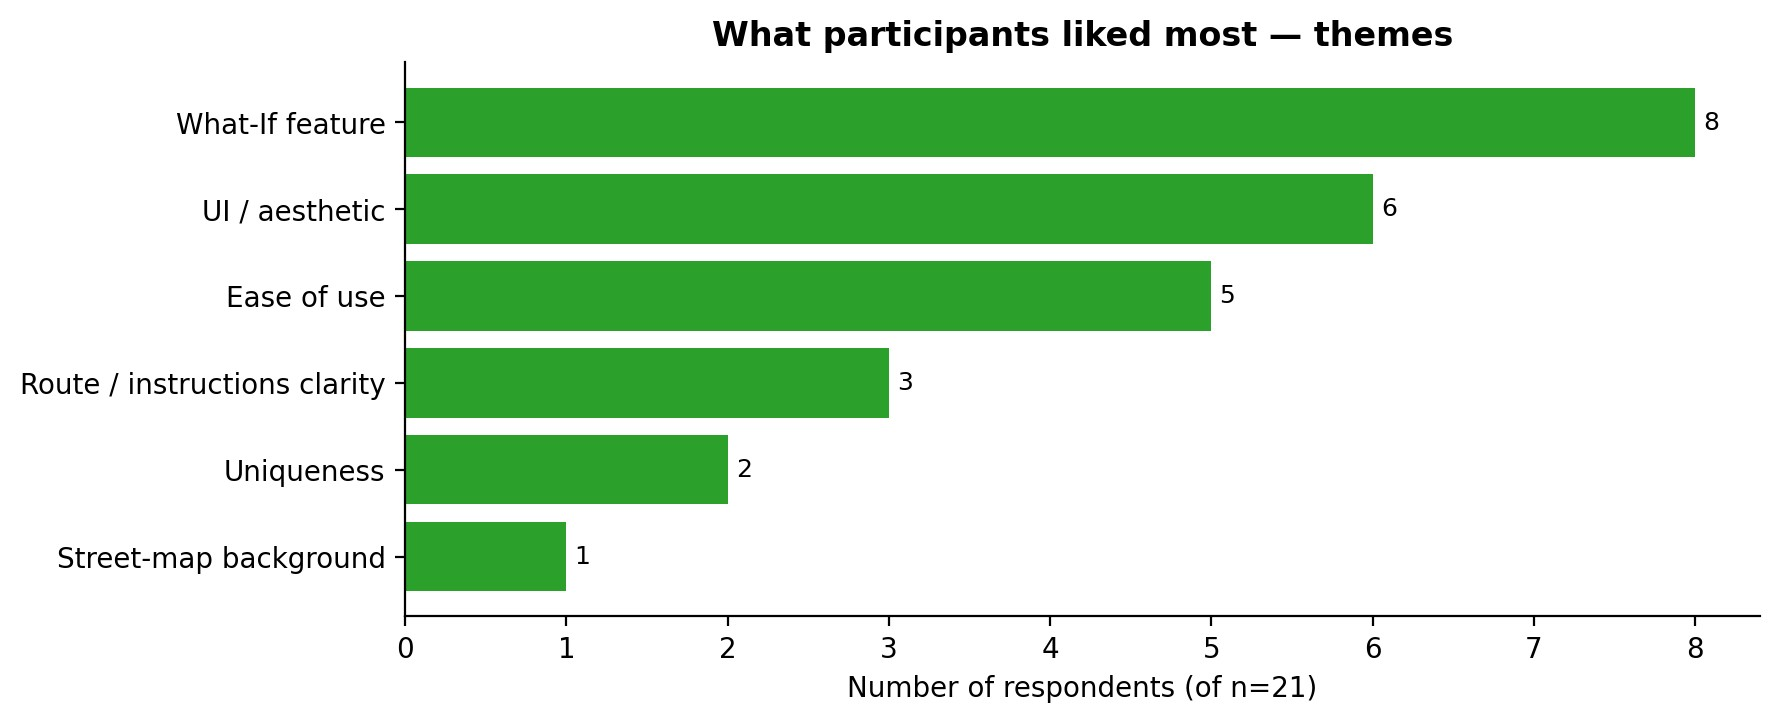 What participants liked most — themes
What-If feature
8
UI / aesthetic
6
Ease of use
5
Route / instructions clarity
3
Uniqueness
2
Street-map background
1
0 1 2 3 4 5 6 7 8
Number of respondents (of n=21)